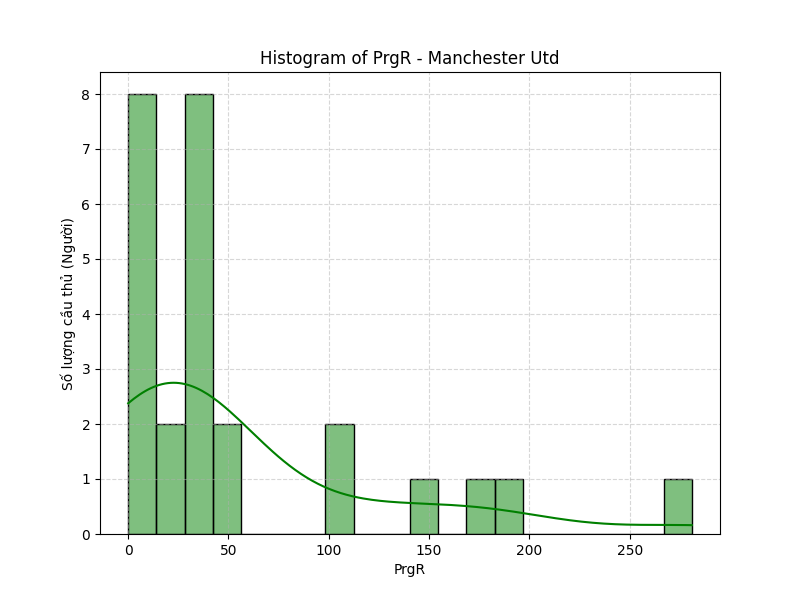 Histogram of PrgR - Manchester Utd
Số lượng cầu thủ (Người)
8
7
6
5
4
3
2
1
0
0 50 100 150 200 250
PrgR